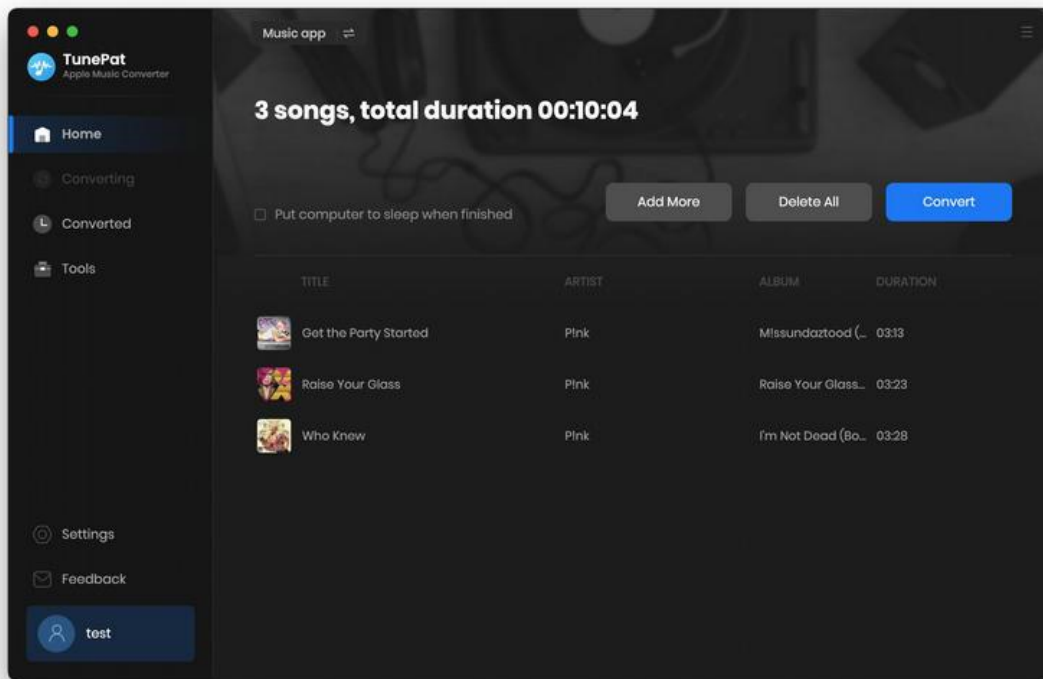 TunePat
Apple Music Converter
Home
Converting
Converted
Tools
Settings
Feedback
test
Music app
3 songs, total duration 00:10:04
Put computer to sleep when finished
Add More
Delete All
Convert
TITLE ARTIST ALBUM DURATION
Get the Party Started P!nk M!ssundaztood (... 03:13
Raise Your Glass P!nk Raise Your Glass... 03:23
Who Knew P!nk I'm Not Dead (Bo... 03:28